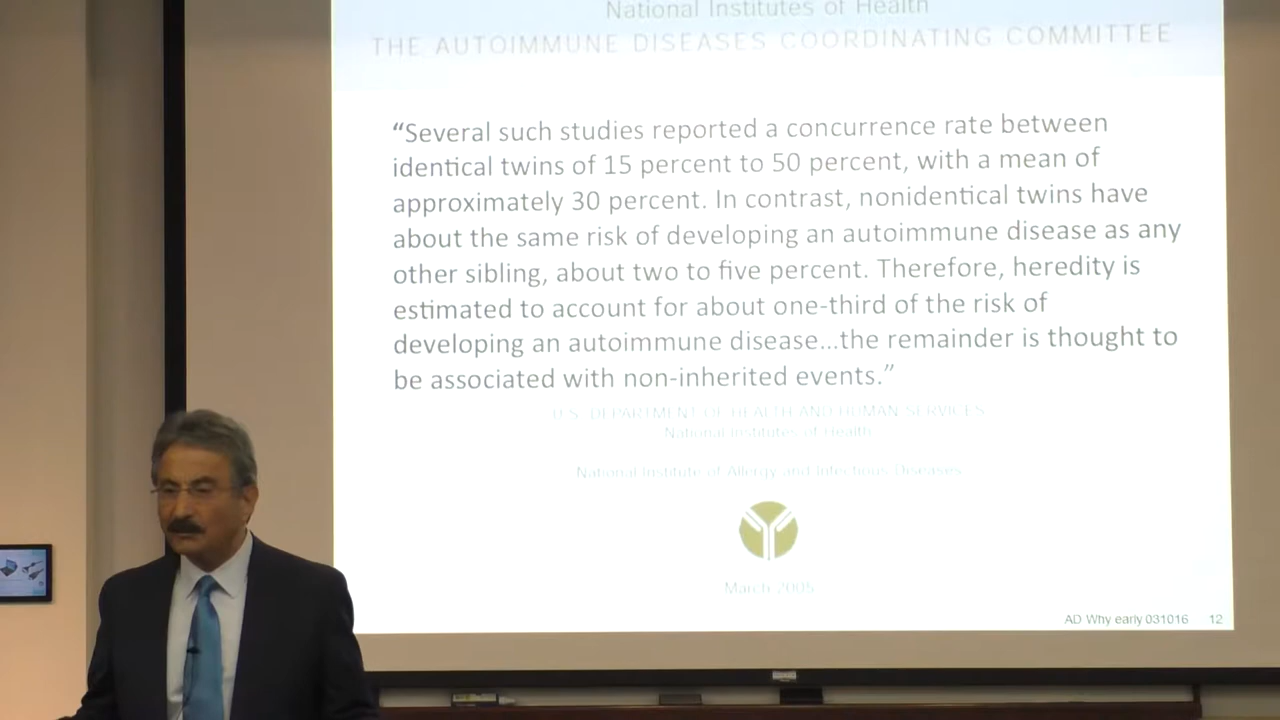 National Institutes of Health
THE AUTOIMMUNE DISEASES COORDINATING COMMITTEE
“Several such studies reported a concurrence rate between
identical twins of 15 percent to 50 percent, with a mean of
approximately 30 percent. In contrast, nonidentical twins have
about the same risk of developing an autoimmune disease as any
other sibling, about two to five percent. Therefore, heredity is
estimated to account for about one-third of the risk of
developing an autoimmune disease...the remainder is thought to
be associated with non-inherited events.”
U.S. DEPARTMENT OF HEALTH AND HUMAN SERVICES
National Institutes of Health
National Institute of Allergy and Infectious Diseases
March 2005
AD Why early 031016 12